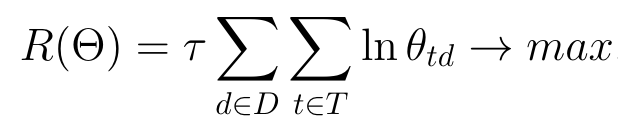 R(Θ) = τ ∑_{d∈D} ∑_{t∈T} ln θ_{td} → max